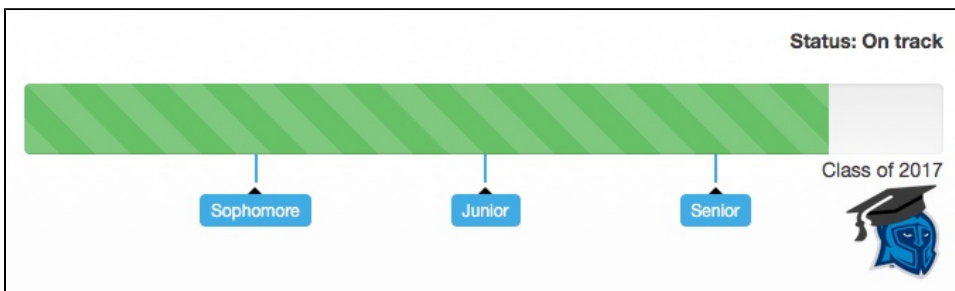 Status: On track
Class of 2017
Sophomore
Junior
Senior